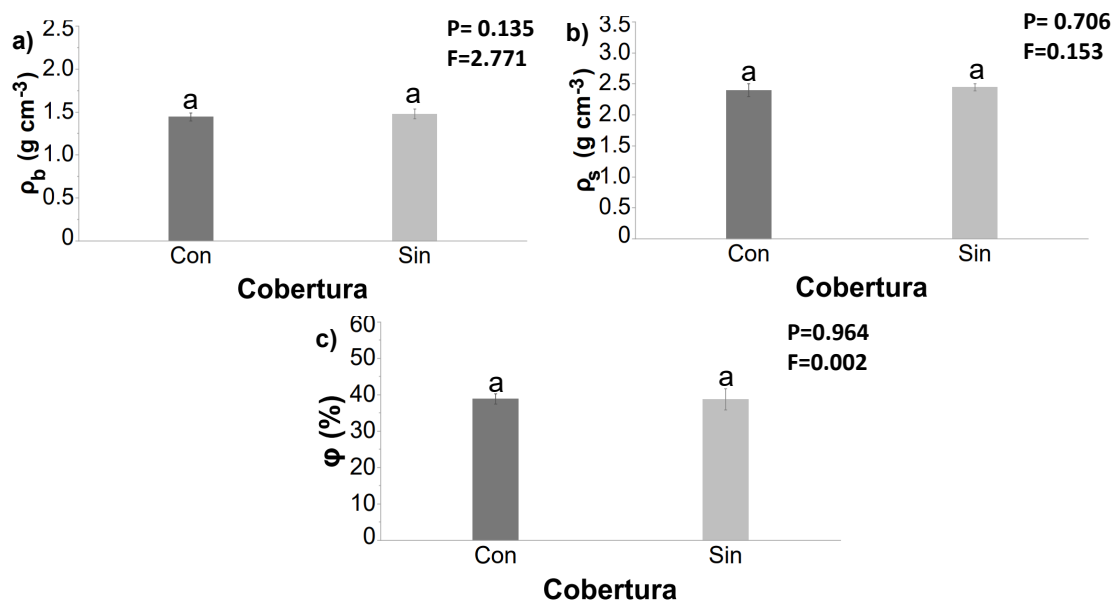 a)
P= 0.135
F=2.771
ρb (g cm-3)
2.5
2.0
1.5
1.0
0.5
0
a
a
Con
Sin
Cobertura
b)
P= 0.706
F=0.153
ρs (g cm-3)
3.5
3.0
2.5
2.0
1.5
1.0
0.5
0
a
a
Con
Sin
Cobertura
c)
P=0.964
F=0.002
φ (%)
60
50
40
30
20
10
0
a
a
Con
Sin
Cobertura